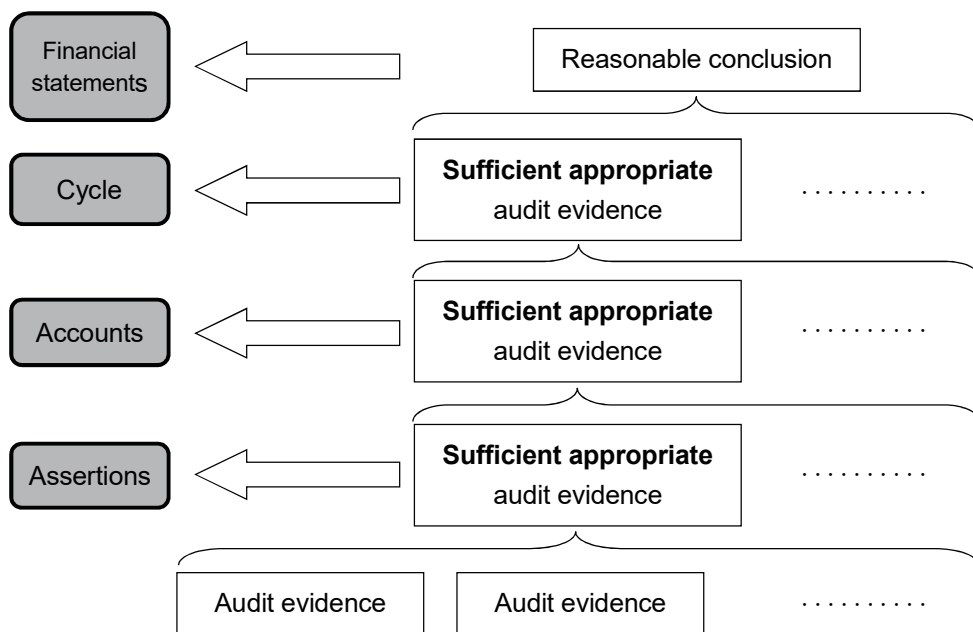 Financial
statements
Reasonable conclusion
Cycle
Sufficient appropriate
audit evidence
. . . . . . . . . .
Accounts
Sufficient appropriate
audit evidence
. . . . . . . . . .
Assertions
Sufficient appropriate
audit evidence
. . . . . . . . . .
Audit evidence
Audit evidence
. . . . . . . . . .